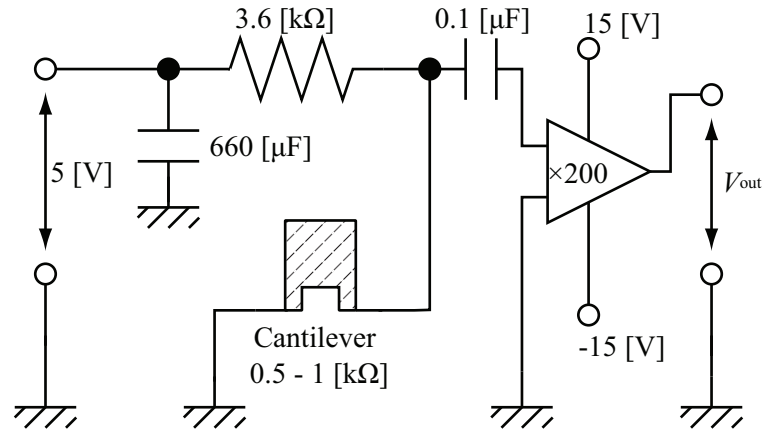 3.6 [kΩ]
0.1 [μF]
15 [V]
660 [μF]
5 [V]
×200
Vout
Cantilever
0.5 - 1 [kΩ]
-15 [V]